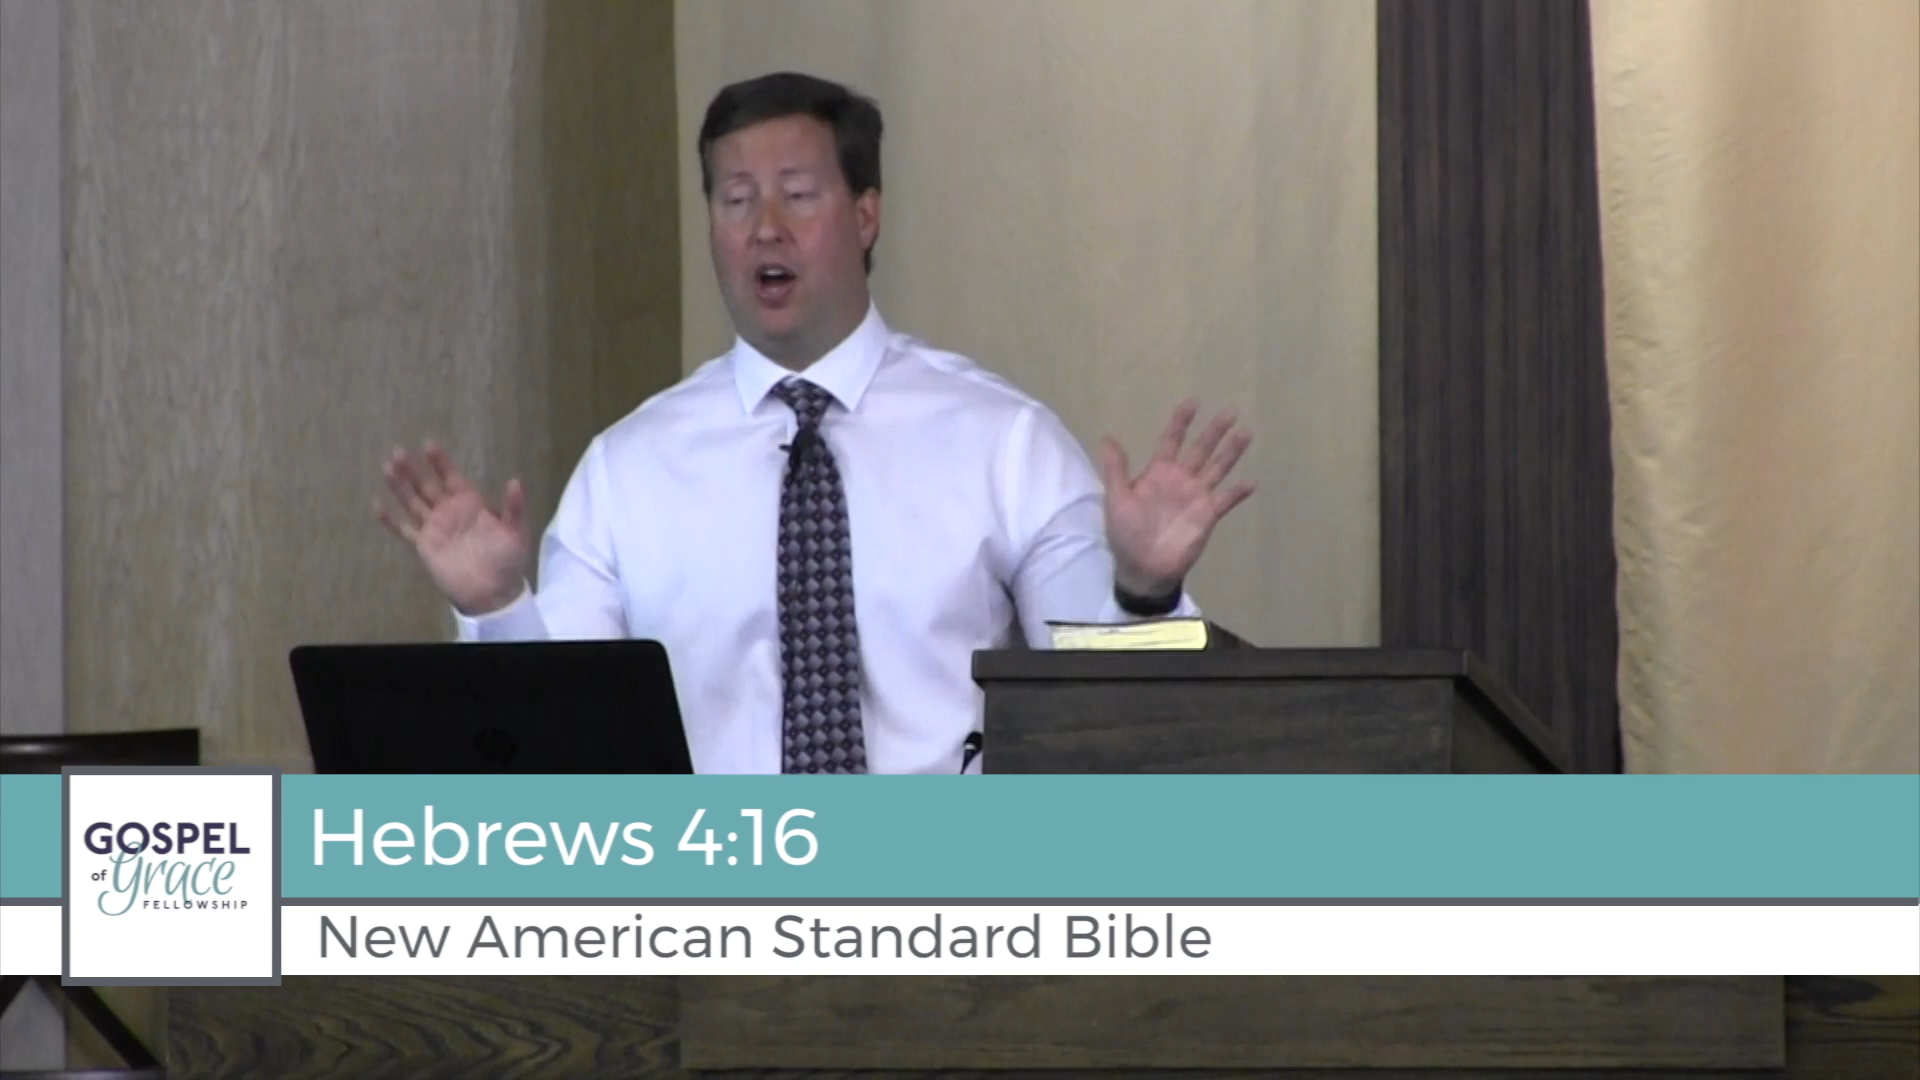 Hebrews 4:16
New American Standard Bible
GOSPEL
of Grace
FELLOWSHIP